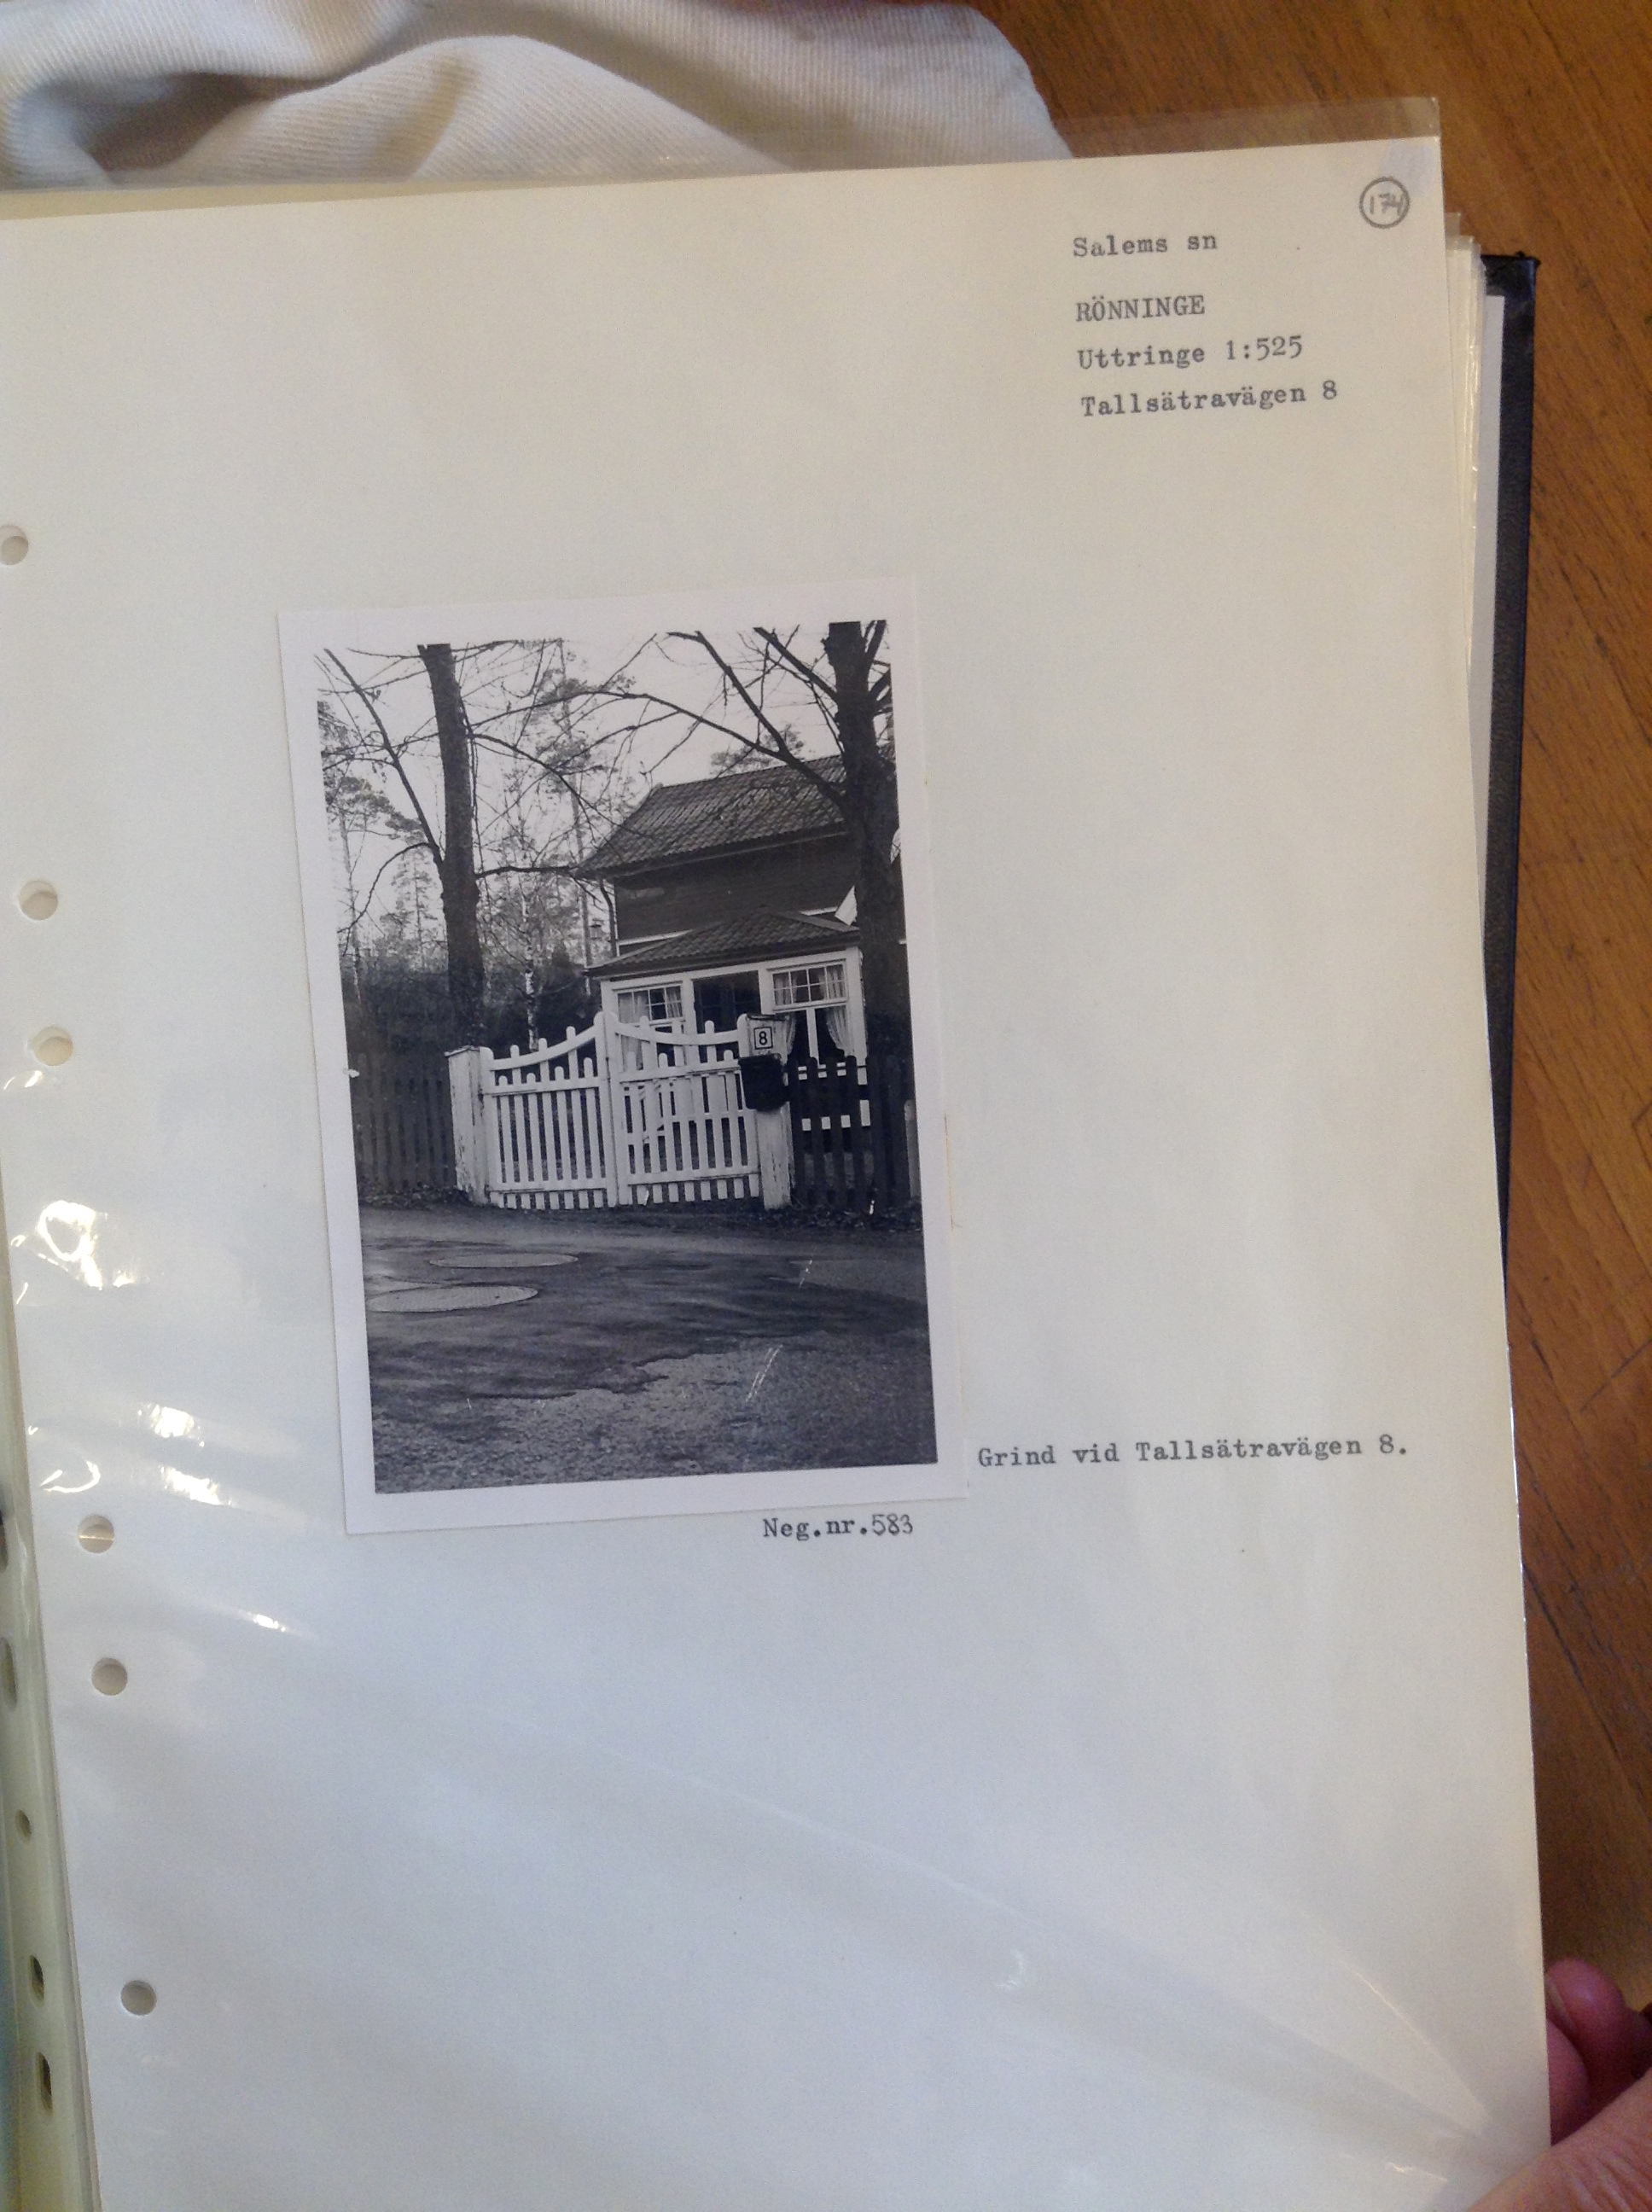 174
Salems sn
RÖNNINGE
Uttringe 1:525
Tallsätravägen 8
8
Grind vid Tallsätravägen 8.
Neg.nr.583